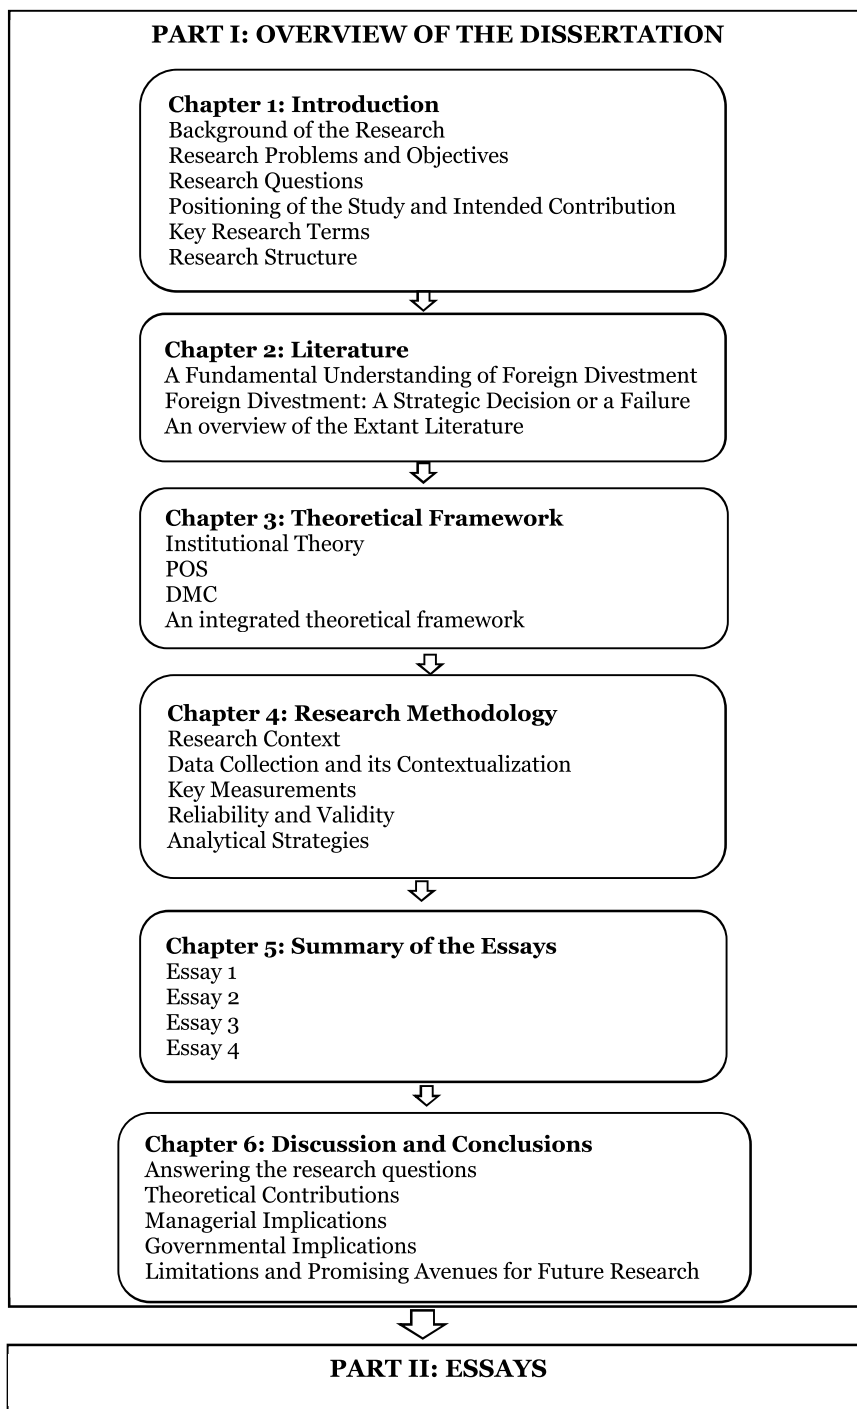 PART I: OVERVIEW OF THE DISSERTATION
Chapter 1: Introduction
Background of the Research
Research Problems and Objectives
Research Questions
Positioning of the Study and Intended Contribution
Key Research Terms
Research Structure
Chapter 2: Literature
A Fundamental Understanding of Foreign Divestment
Foreign Divestment: A Strategic Decision or a Failure
An overview of the Extant Literature
Chapter 3: Theoretical Framework
Institutional Theory
POS
DMC
An integrated theoretical framework
Chapter 4: Research Methodology
Research Context
Data Collection and its Contextualization
Key Measurements
Reliability and Validity
Analytical Strategies
Chapter 5: Summary of the Essays
Essay 1
Essay 2
Essay 3
Essay 4
Chapter 6: Discussion and Conclusions
Answering the research questions
Theoretical Contributions
Managerial Implications
Governmental Implications
Limitations and Promising Avenues for Future Research
PART II: ESSAYS